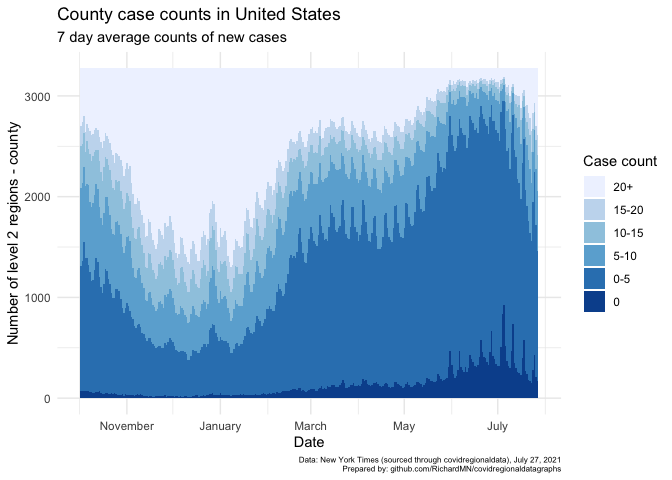 County case counts in United States
7 day average counts of new cases
Number of level 2 regions - county
3000
2000
1000
0
November
January
March
May
July
Date
Case count
20+
15-20
10-15
5-10
0-5
0
Data: New York Times (sourced through covidregionaldata), July 27, 2021
Prepared by: github.com/RichardMN/covidregionaldatagraphs